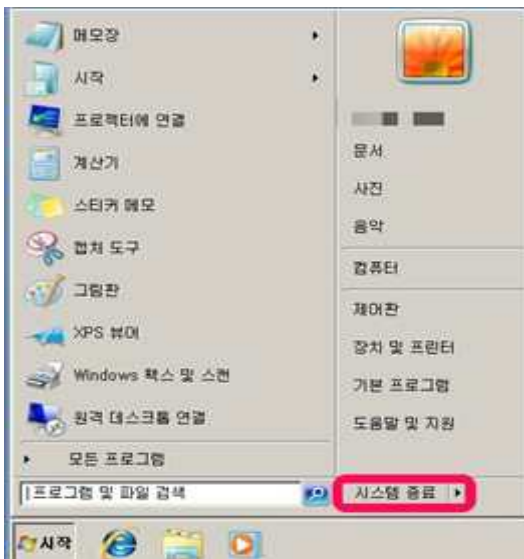 메모장
시작
프로젝터에 연결
계산기
스티커 메모
캡처 도구
그림판
XPS 뷰어
Windows 팩스 및 스캔
원격 데스크톱 연결
모든 프로그램
프로그램 및 파일 검색
문서
사진
음악
컴퓨터
제어판
장치 및 프린터
기본 프로그램
도움말 및 지원
시스템 종료
시작